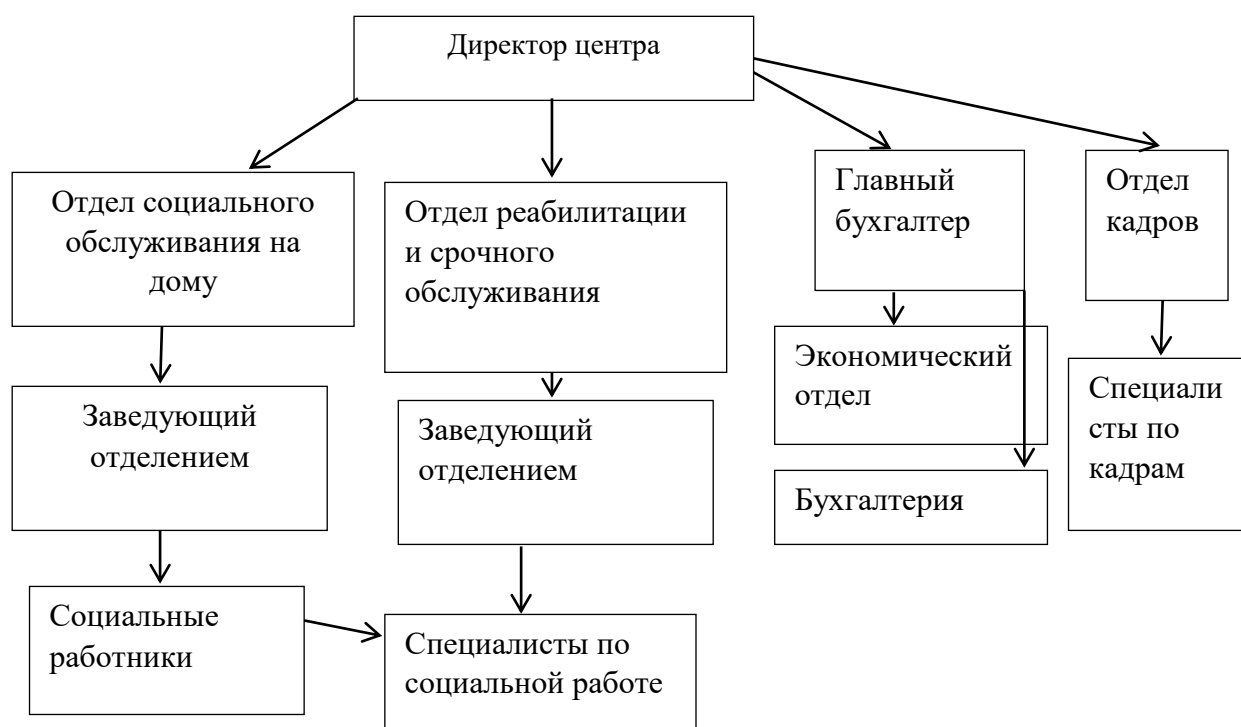 Директор центра
Отдел социального
обслуживания на
дому
Отдел реабилитации
и срочного
обслуживания
Главный
бухгалтер
Отдел
кадров
Экономический
отдел
Специали
сты по
кадрам
Заведующий
отделением
Заведующий
отделением
Бухгалтерия
Социальные
работники
Специалисты по
социальной работе